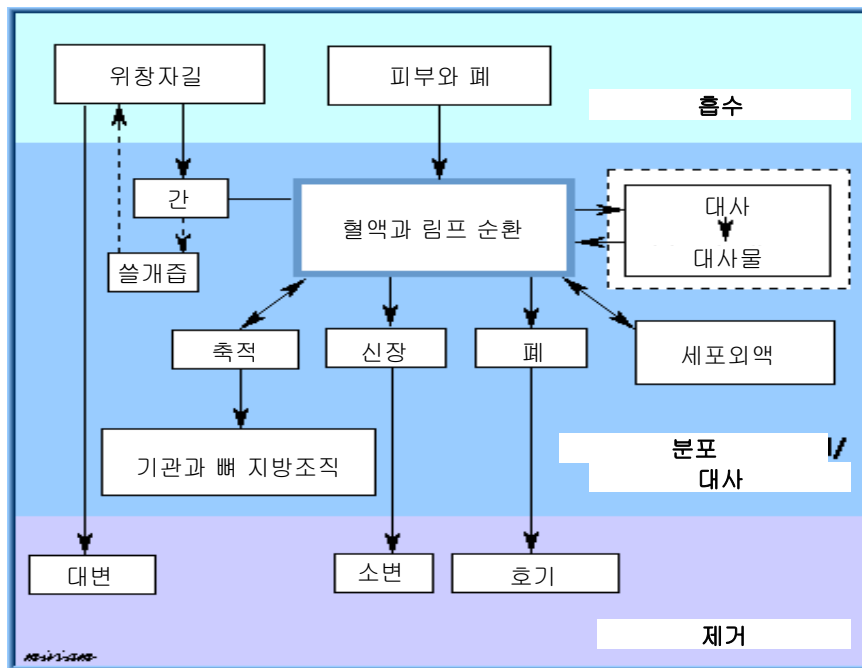 위창자길
피부와 폐
흡수
간
혈액과 림프 순환
대사
대사물
쓸개즙
축적
신장
폐
세포외액
기관과 뼈 지방조직
분포 /
대사
대변
소변
호기
제거